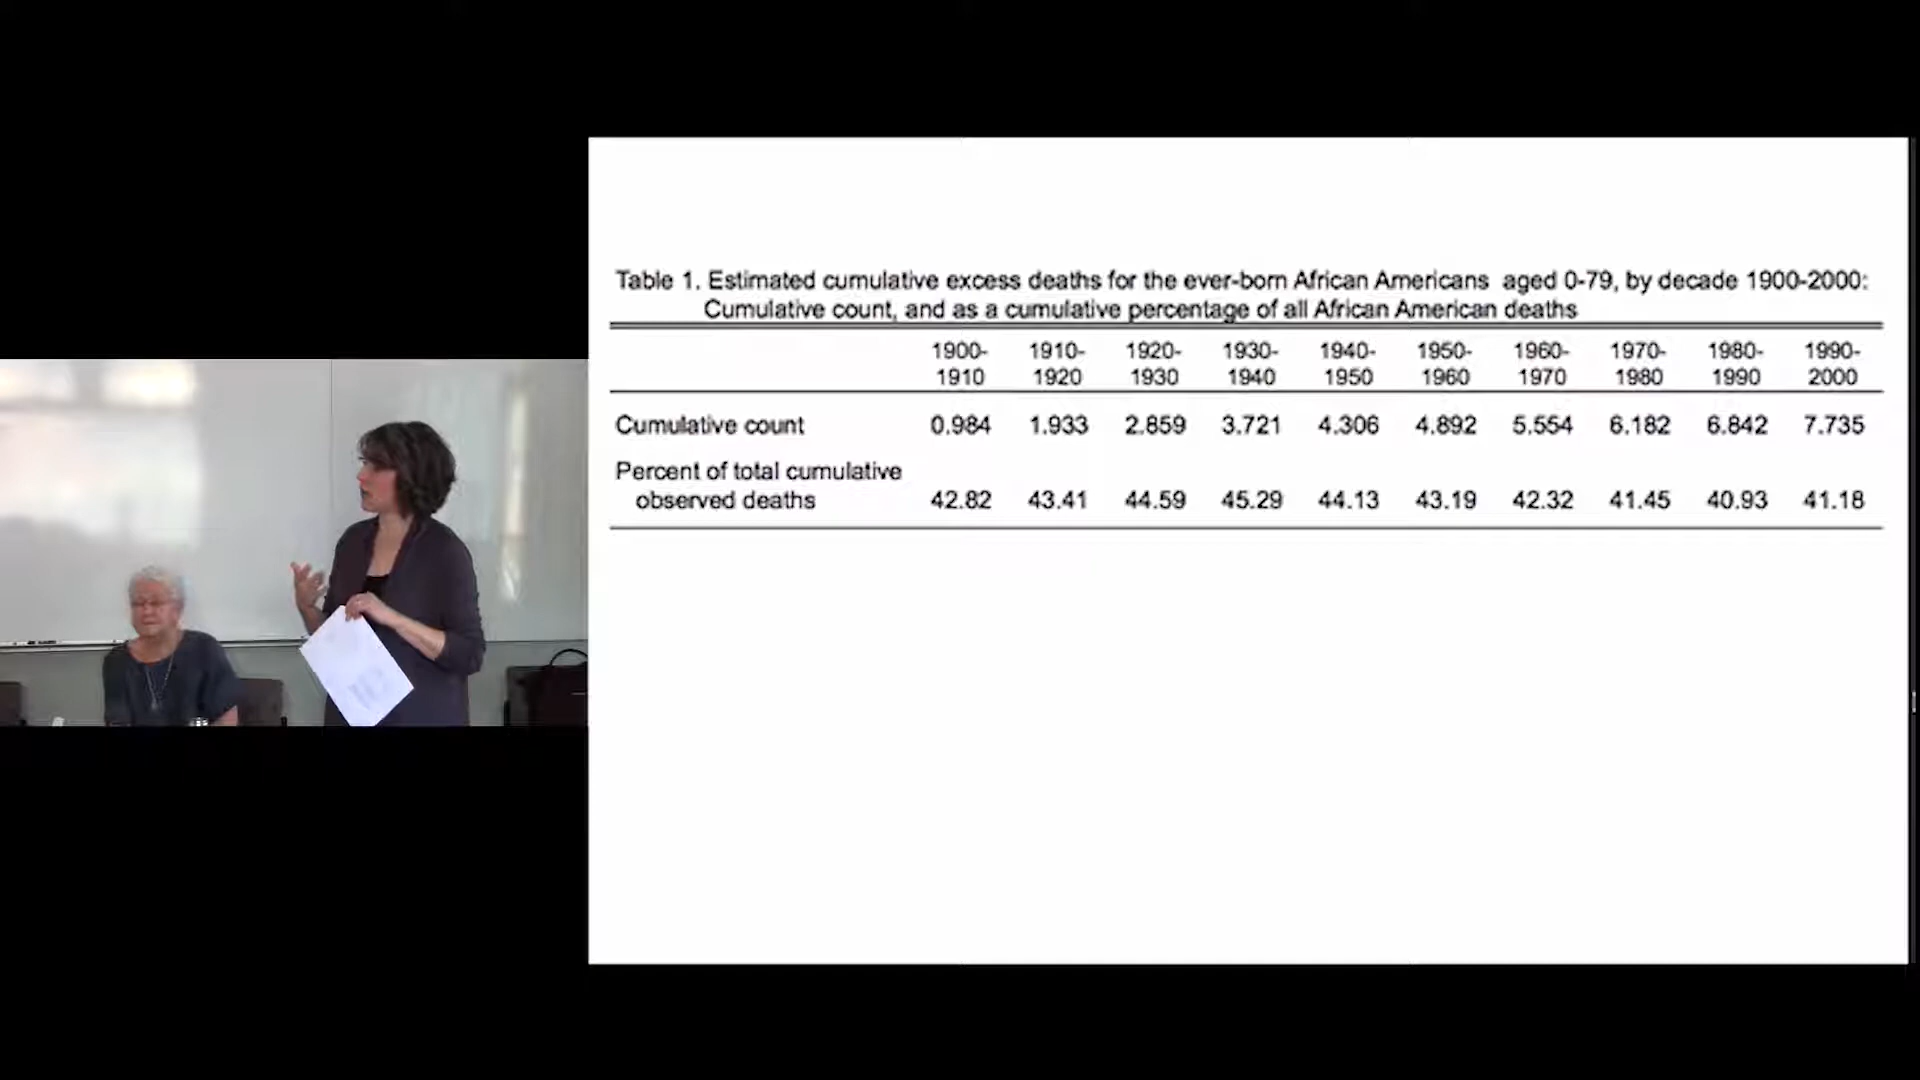 Table 1. Estimated cumulative excess deaths for the ever-born African Americans aged 0-79, by decade 1900-2000:
Cumulative count, and as a cumulative percentage of all African American deaths
1900- 1910- 1920- 1930- 1940- 1950- 1960- 1970- 1980- 1990-
1910 1920 1930 1940 1950 1960 1970 1980 1990 2000
Cumulative count 0.984 1.933 2.859 3.721 4.306 4.892 5.554 6.182 6.842 7.735
Percent of total cumulative
observed deaths 42.82 43.41 44.59 45.29 44.13 43.19 42.32 41.45 40.93 41.18